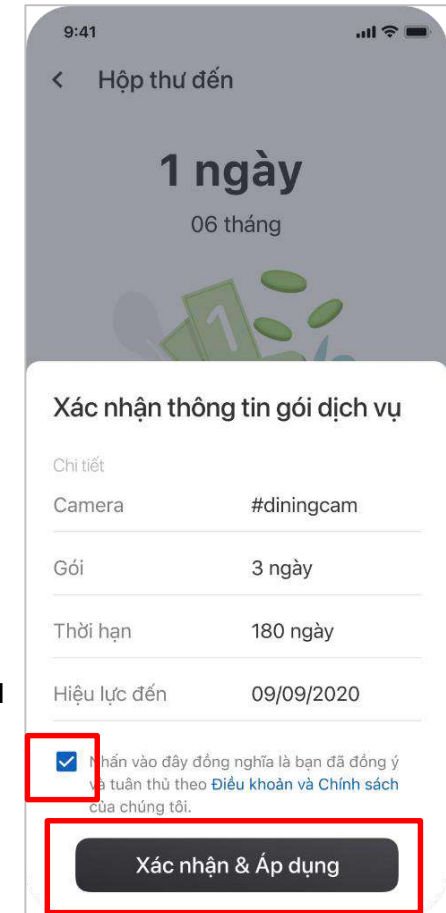 9:41
Hộp thư đến
1 ngày
06 tháng
1
Xác nhận thông tin gói dịch vụ
Chi tiết
Camera #diningcam
Gói 3 ngày
Thời hạn 180 ngày
Hiệu lực đến 09/09/2020
Nhấn vào đây đồng nghĩa là bạn đã đồng ý
và tuân thủ theo Điều khoản và Chính sách
của chúng tôi.
Xác nhận & Áp dụng